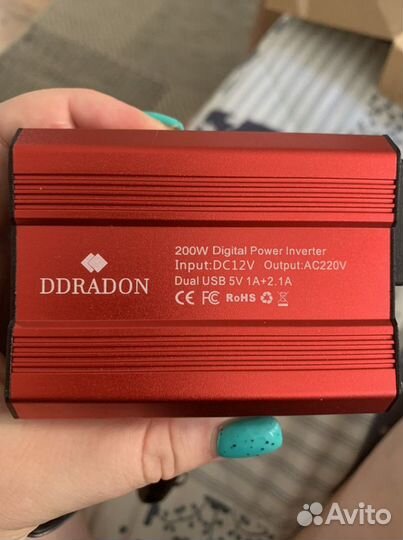 200W Digital Power Inverter
Input:DC12V Output:AC220V
Dual USB 5V 1A+2.1A
DDRADON
CE FC RoHS
Avito